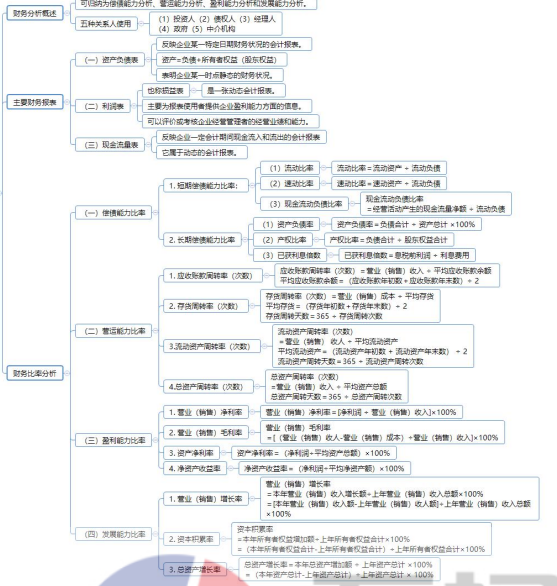 可归纳为偿债能力分析、营运能力分析、盈利能力分析和发展能力分析。
财务分析概述
五种关系人使用
（1）投资人（2）债权人（3）经理人
（4）政府（5）中介机构
主要财务报表
（一）资产负债表
反映企业某一特定日期财务状况的会计报表。
资产=负债+所有者权益（股东权益）
表明企业某一时点静态的财务状况。
（二）利润表
也称损益表
是一张动态会计报表。
主要为报表使用者提供企业盈利能力方面的信息。
可以评价或考核企业经营管理者的经营业绩和能力。
（三）现金流量表
反映企业一定会计期间现金流入和流出的会计报表
它属于动态的会计报表。
财务比率分析
（一）偿债能力比率
1. 短期偿债能力比率：
（1）流动比率
流动比率=流动资产 ÷ 流动负债
（2）速动比率
速动比率=速动资产 ÷ 流动负债
（3）现金流动负债比率
现金流动负债比率
=经营活动产生的现金流量净额 ÷ 流动负债
2. 长期偿债能力比率
（1）资产负债率
资产负债率=负债合计 ÷ 资产总计 ×100%
（2）产权比率
产权比率=负债合计 ÷ 股东权益合计
（3）已获利息倍数
已获利息倍数=息税前利润 ÷ 利息费用
（二）营运能力比率
1. 应收账款周转率（次数）
应收账款周转率（次数）=营业（销售）收入 ÷ 平均应收账款余额
平均应收账款余额=（应收账款年初数+应收账款年末数）÷ 2
2. 存货周转率（次数）
存货周转率（次数）=营业（销售）成本 ÷ 平均存货
平均存货=（存货年初数+存货年末数）÷ 2
存货周转天数=365 ÷ 存货周转次数
3.流动资产周转率（次数）
流动资产周转率（次数）
=营业（销售）收入 ÷ 平均流动资产
平均流动资产=（流动资产年初数+流动资产年末数）÷ 2
流动资产周转天数=365 ÷ 流动资产周转次数
4.总资产周转率（次数）
总资产周转率（次数）
=营业（销售）收入 ÷ 平均资产总额
总资产周转天数=365 ÷ 总资产周转次数
（三）盈利能力比率
1. 营业（销售）净利率
营业（销售）净利率=[净利润 ÷ 营业（销售）收入]×100%
2. 营业（销售）毛利率
营业（销售）毛利率
=[（营业（销售）收入-营业（销售）成本）÷营业（销售）收入]×100%
3. 资产净利率
资产净利率=（净利润÷平均资产总额）×100%
4. 净资产收益率
净资产收益率=（净利润÷平均净资产额）×100%
（四）发展能力比率
1. 营业（销售）增长率
营业（销售）增长率
=本年营业（销售）收入增长额÷上年营业（销售）收入总额×100%
=[本年营业（销售）收入额-上年营业（销售）收入额]÷上年营业（销售）收入总额
×100%
2. 资本积累率
资本积累率
=本年所有者权益增加额÷上年所有者权益合计×100%
=（本年所有者权益合计-上年所有者权益合计）÷上年所有者权益合计×100%
3. 总资产增长率
总资产增长率=本年总资产增加额 ÷ 上年资产总计 ×100%
=（本年资产总计-上年资产总计）÷上年资产总计 × 100%